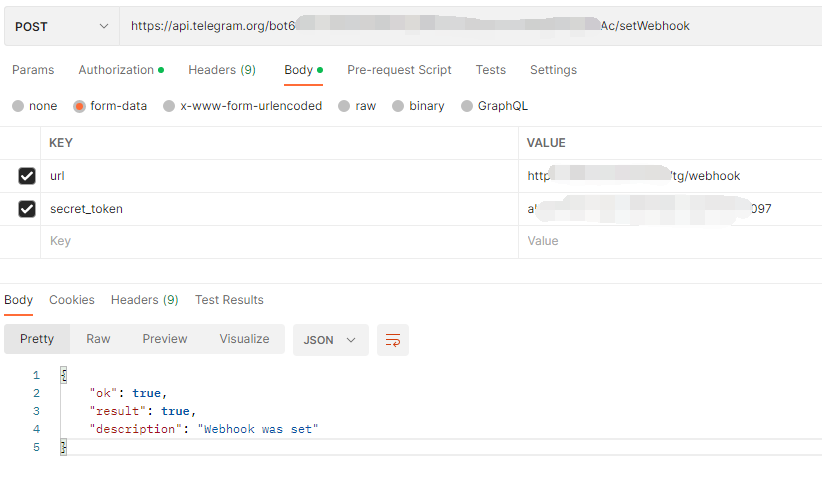 POST https://api.telegram.org/bot6 Ac/setWebhook
Params Authorization Headers (9) Body Pre-request Script Tests Settings
none form-data x-www-form-urlencoded raw binary GraphQL
KEY VALUE
url http /tg/webhook
secret_token a 097
Key Value
Body Cookies Headers (9) Test Results
Pretty Raw Preview Visualize JSON
1 {
2 "ok": true,
3 "result": true,
4 "description": "Webhook was set"
5 }